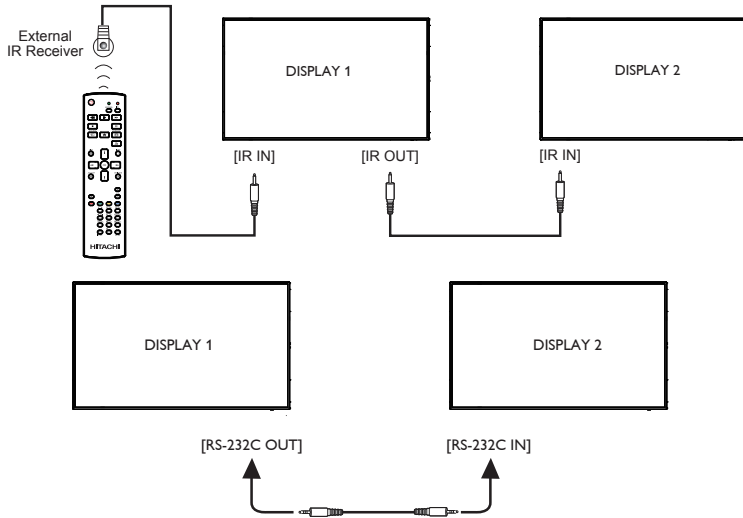 External
IR Receiver
DISPLAY 1
DISPLAY 2
[IR IN]
[IR OUT]
[IR IN]
HITACHI
DISPLAY 1
DISPLAY 2
[RS-232C OUT]
[RS-232C IN]